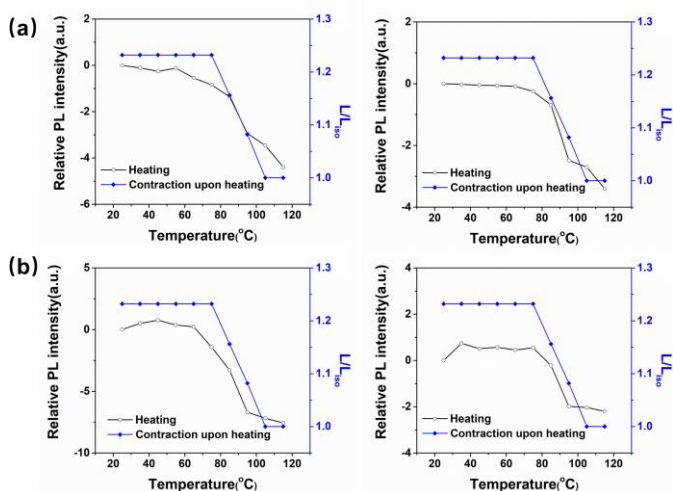 (a)
Relative PL intensity(a.u.)
0
-2
-4
-6
20
40
60
80
100
120
Temperature(°C)
1.3
1.2
1.1
1.0
L/Liso
Heating
Contraction upon heating
Relative PL intensity(a.u.)
2
0
-2
-4
20
40
60
80
100
120
Temperature(°C)
1.3
1.2
1.1
1.0
L/Liso
Heating
Contraction upon heating
(b)
Relative PL intensity(a.u.)
5
0
-5
-10
20
40
60
80
100
120
Temperature(°C)
1.3
1.2
1.1
1.0
L/Liso
Heating
Contraction upon heating
Relative PL intensity(a.u.)
4
2
0
-2
-4
20
40
60
80
100
120
Temperature(°C)
1.3
1.2
1.1
1.0
L/Liso
Heating
Contraction upon heating